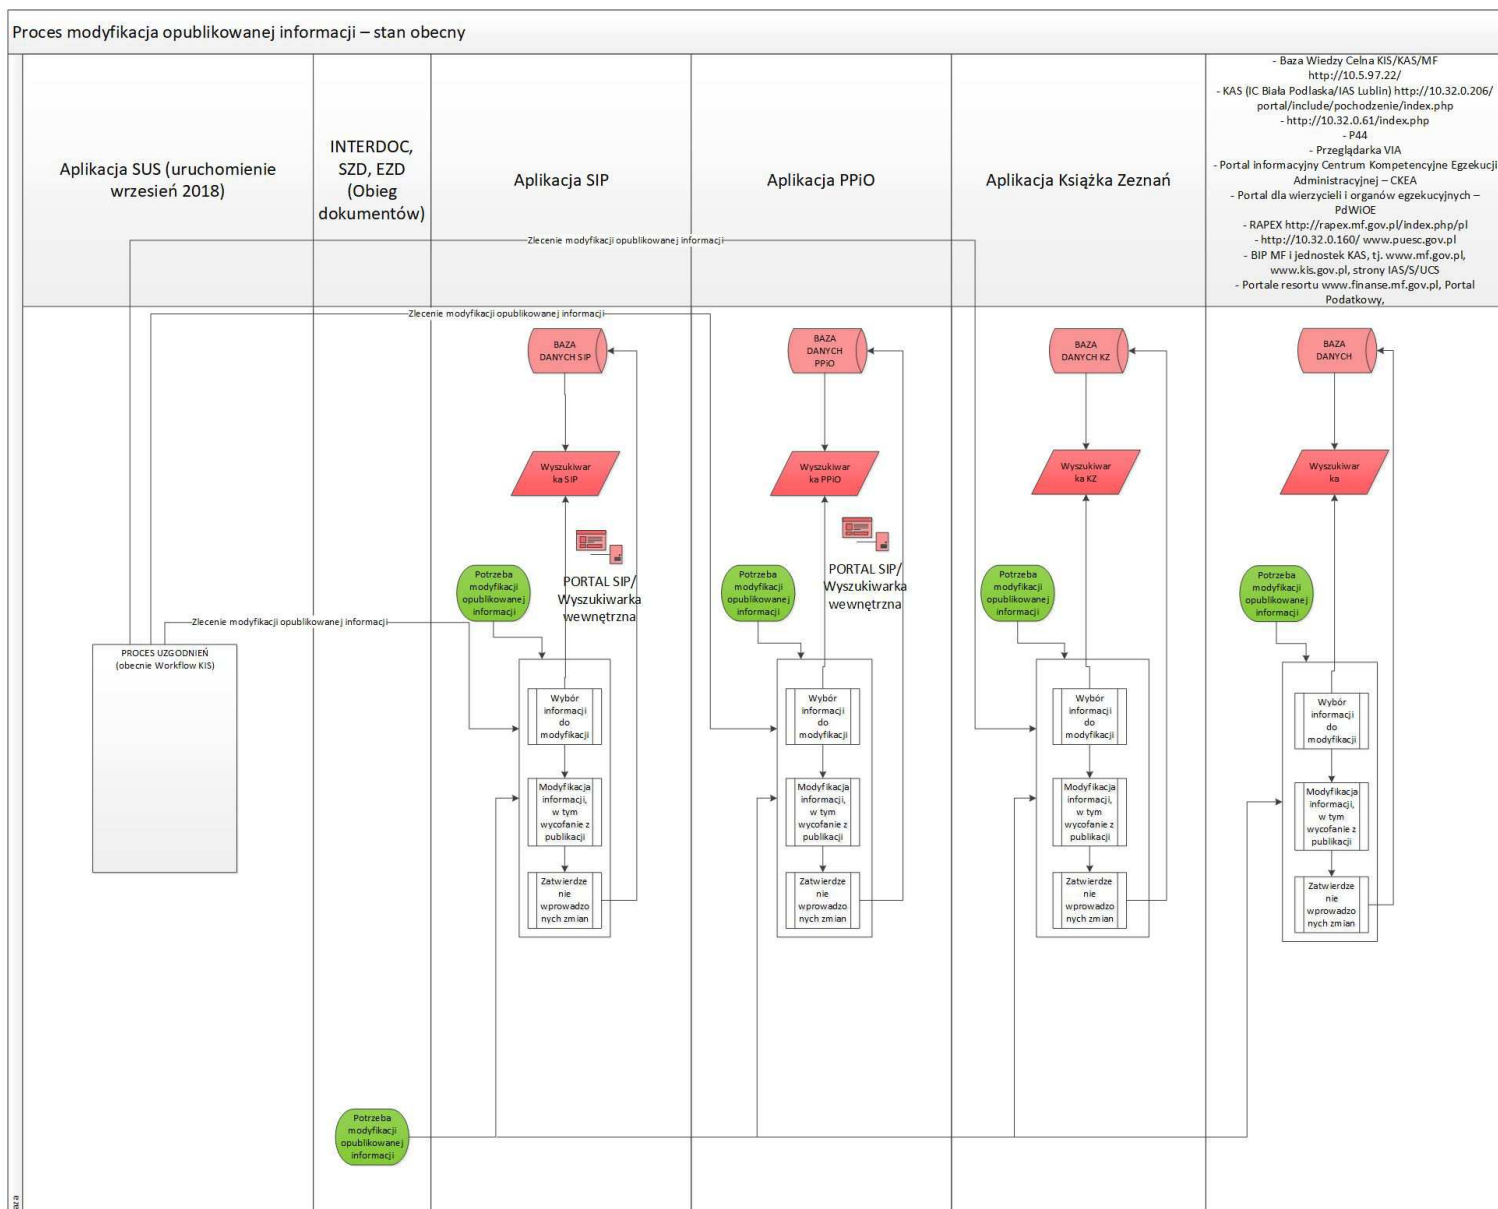 Proces modyfikacja opublikowanej informacji – stan obecny
Aplikacja SUS (uruchomienie
wrzesień 2018)
INTERDOC,
SZD, EZD
(Obieg
dokumentów)
Aplikacja SIP
Aplikacja PPiO
Aplikacja Książka Zeznań
- Baza Wiedzy Celna KIS/KAS/MF
http://10.5.97.22/
- KAS (IC Biała Podlaska/IAS Lublin) http://10.32.0.206/
portal/include/pochodzenie/index.php
- http://10.32.0.61/index.php
- P44
- Przeglądarka VIA
- Portal informacyjny Centrum Kompetencyjne Egzekucji
Administracyjnej – CKEA
- Portal dla wierzycieli i organów egzekucyjnych –
PdWiOE
- RAPEX http://rapex.mf.gov.pl/index.php/pl
- http://10.32.0.160/ www.puesc.gov.pl
- BIP MF i jednostek KAS, tj. www.mf.gov.pl,
www.kis.gov.pl, strony IAS/S/UCS
- Portale resortu www.finanse.mf.gov.pl, Portal
Podatkowy,
Zlecenie modyfikacji opublikowanej informacji
Zlecenie modyfikacji opublikowanej informacji
BAZA
DANYCH SIP
BAZA
DANYCH
PPiO
BAZA
DANYCH KZ
BAZA
DANYCH
Wyszukiwar
ka SIP
Wyszukiwar
ka PPiO
Wyszukiwar
ka KZ
Wyszukiwar
ka
PORTAL SIP/
Wyszukiwarka
wewnętrzna
PORTAL SIP/
Wyszukiwarka
wewnętrzna
Potrzeba
modyfikacji
opublikowanej
informacji
Potrzeba
modyfikacji
opublikowanej
informacji
Potrzeba
modyfikacji
opublikowanej
informacji
Potrzeba
modyfikacji
opublikowanej
informacji
Zlecenie modyfikacji opublikowanej informacji
PROCES UZGODNIEŃ
(obecnie Workflow KIS)
Wybór
informacji
do
modyfikacji
Wybór
informacji
do
modyfikacji
Wybór
informacji
do
modyfikacji
Wybór
informacji
do
modyfikacji
Modyfikacja
informacji,
w tym
wycofanie z
publikacji
Modyfikacja
informacji,
w tym
wycofanie z
publikacji
Modyfikacja
informacji,
w tym
wycofanie z
publikacji
Modyfikacja
informacji,
w tym
wycofanie z
publikacji
Zatwierdze
nie
wprowadzo
nych zmian
Zatwierdze
nie
wprowadzo
nych zmian
Zatwierdze
nie
wprowadzo
nych zmian
Zatwierdze
nie
wprowadzo
nych zmian
Potrzeba
modyfikacji
opublikowanej
informacji